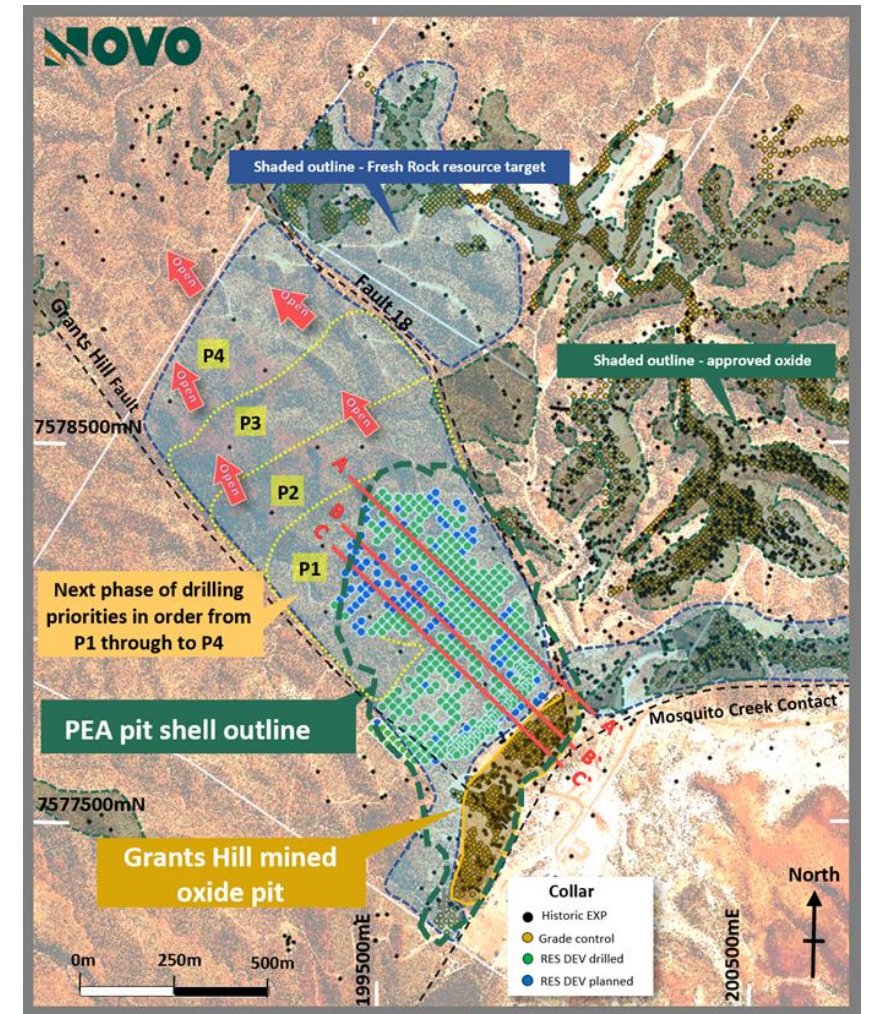 NOVO
Shaded outline - Fresh Rock resource target
Open
Open
Fault 18
Grants Hill Fault
P4
Shaded outline - approved oxide
Open
Open
7578500mN
P3
A
Open
P2
B
C
P1
Next phase of drilling
priorities in order from
P1 through to P4
PEA pit shell outline
Mosquito Creek Contact
A'
B'
C'
7577500mN
Grants Hill mined
oxide pit
North
Collar
Historic EXP
Grade control
RES DEV drilled
RES DEV planned
0m 250m 500m
199500mE
200500mE